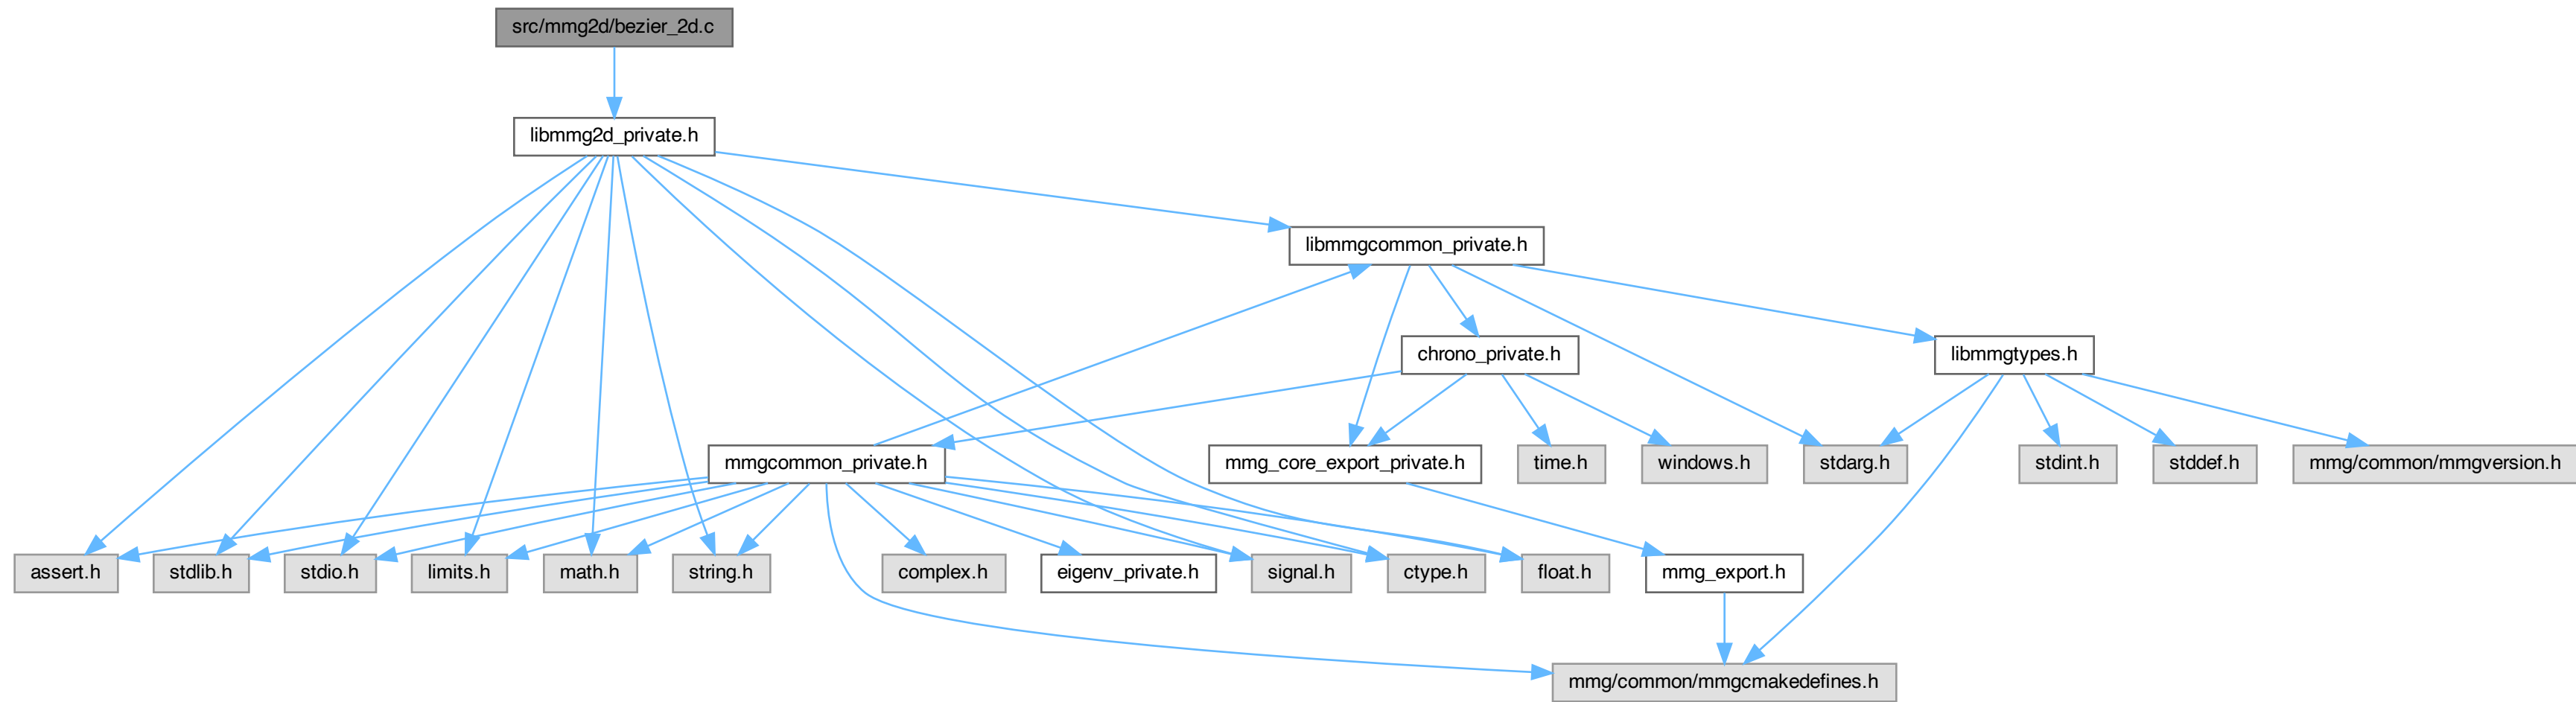 src/mmg2d/bezier_2d.c
libmmg2d_private.h
libmmgcommon_private.h
chrono_private.h
libmmgtypes.h
mmgcommon_private.h
mmg_core_export_private.h
time.h
windows.h
stdarg.h
stdint.h
stddef.h
mmg/common/mmgversion.h
assert.h
stdlib.h
stdio.h
limits.h
math.h
string.h
complex.h
eigenv_private.h
signal.h
ctype.h
float.h
mmg_export.h
mmg/common/mmgcmakedefines.h